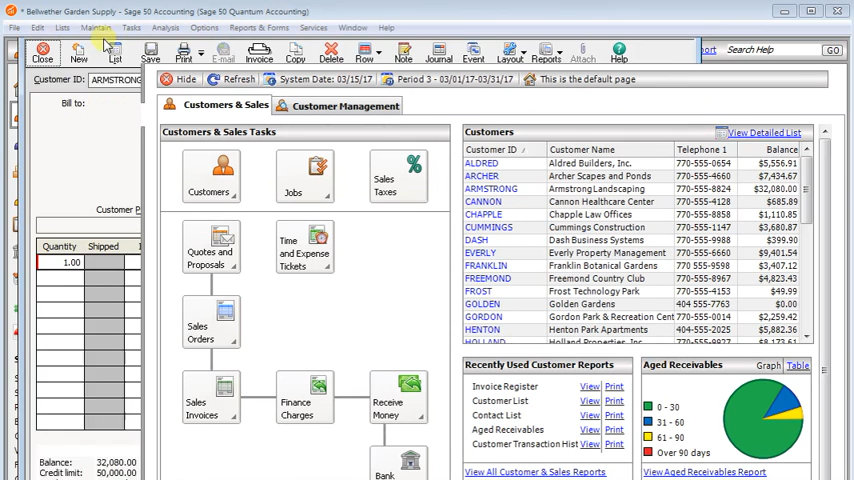 * Bellwether Garden Supply - Sage 50 Accounting (Sage 50 Quantum Accounting)
File Edit Lists Maintain Tasks Analysis Options Reports & Forms Services Window Help
Close New List Save Print E-mail Invoice Copy Delete Row Note Journal Event Layout Reports Attach Help
port Search Help GO
Customer ID: ARMSTRONG
Hide Refresh System Date: 03/15/17 Period 3 - 03/01/17-03/31/17 This is the default page
Bill to:
Customers & Sales Customer Management
Customers & Sales Tasks
Customers View Detailed List
Customer ID / Customer Name Telephone 1 Balance
ALDRED Aldred Builders, Inc. 770-555-0654 $5,556.91
ARCHER Archer Scapes and Ponds 770-555-4660 $7,434.67
ARMSTRONG Armstrong Landscaping 770-555-8824 $32,080.00
CANNON Cannon Healthcare Center 770-555-4128 $685.89
CHAPPLE Chapple Law Offices 770-555-8858 $1,110.85
CUMMINGS Cummings Construction 770-555-1147 $3,680.87
DASH Dash Business Systems 770-555-9988 $399.90
EVERLY Everly Property Management 770-555-6660 $9,401.54
FRANKLIN Franklin Botanical Gardens 770-555-9598 $3,407.12
FREEMOND Freemond Country Club 770-555-8967 $4,823.43
FROST Frost Technology Park 770-555-4153 $49.99
GOLDEN Golden Gardens 404 555-7763 $0.00
GORDON Gordon Park & Recreation Cent 770-555-0014 $2,259.42
HENTON Henton Park Apartments 404-555-2025 $5,882.36
HOLLAND Holland Properties, Inc. 770-555-4779
Customers
Jobs
Sales Taxes
Customer P
Quantity Shipped I
1.00
Quotes and Proposals
Time and Expense Tickets
Sales Orders
Sales Invoices
Finance Charges
Receive Money
Bank
Balance: 32,080.00
Credit limit: 50,000.00
Recently Used Customer Reports
Invoice Register View Print
Customer List View Print
Contact List View Print
Aged Receivables View Print
Customer Transaction Hist View Print
View All Customer & Sales Reports
Aged Receivables Graph Table
0 - 30
31 - 60
61 - 90
Over 90 days
View Aged Receivables Report